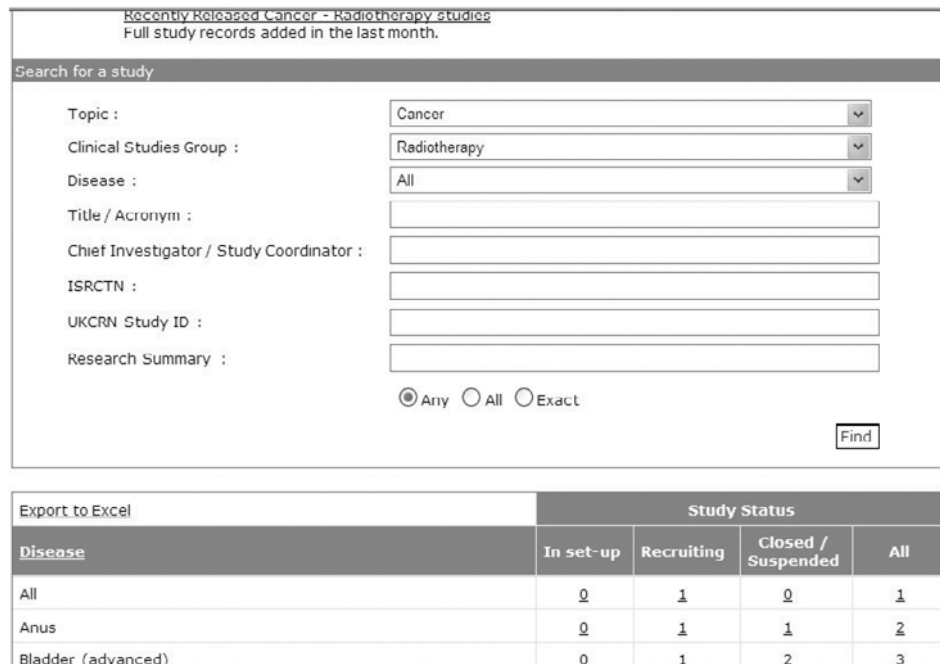 Recently Released Cancer - Radiotherapy studies
Full study records added in the last month.
Search for a study
Topic : Cancer
Clinical Studies Group : Radiotherapy
Disease : All
Title / Acronym :
Chief Investigator / Study Coordinator :
ISRCTN :
UKCRN Study ID :
Research Summary :
Any All Exact
Find
Export to Excel Study Status
Disease In set-up Recruiting Closed / Suspended All
All 0 1 0 1
Anus 0 1 1 2
Bladder (advanced) 0 1 2 3